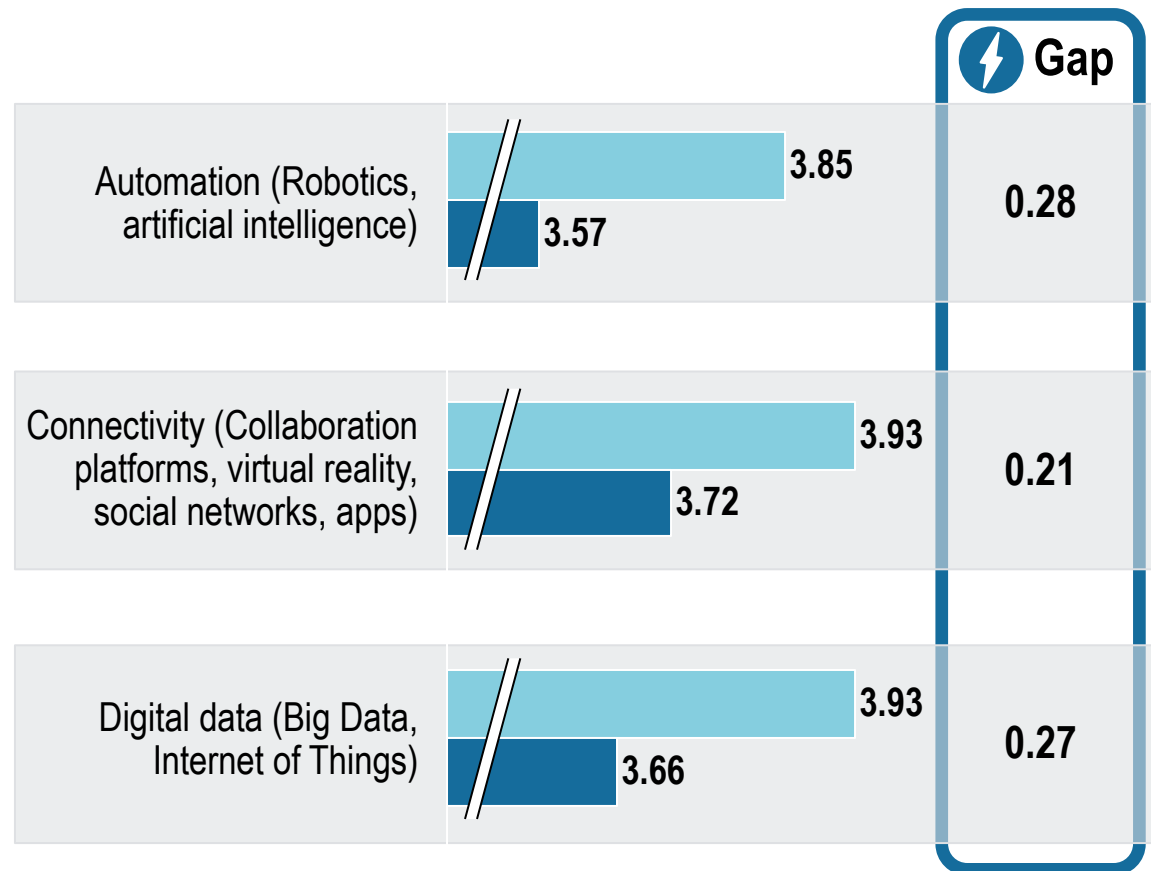 Gap
Automation (Robotics,
artificial intelligence)
3.85
3.57
0.28
Connectivity (Collaboration
platforms, virtual reality,
social networks, apps)
3.93
3.72
0.21
Digital data (Big Data,
Internet of Things)
3.93
3.66
0.27